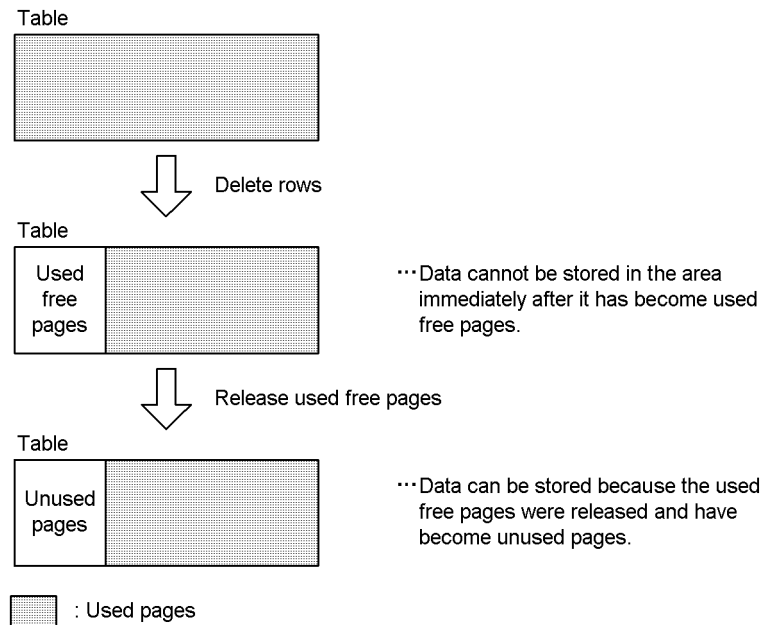 Table
Delete rows
Table
Used
free
pages
…Data cannot be stored in the area
immediately after it has become used
free pages.
Release used free pages
Table
Unused
pages
…Data can be stored because the used
free pages were released and have
become unused pages.
: Used pages